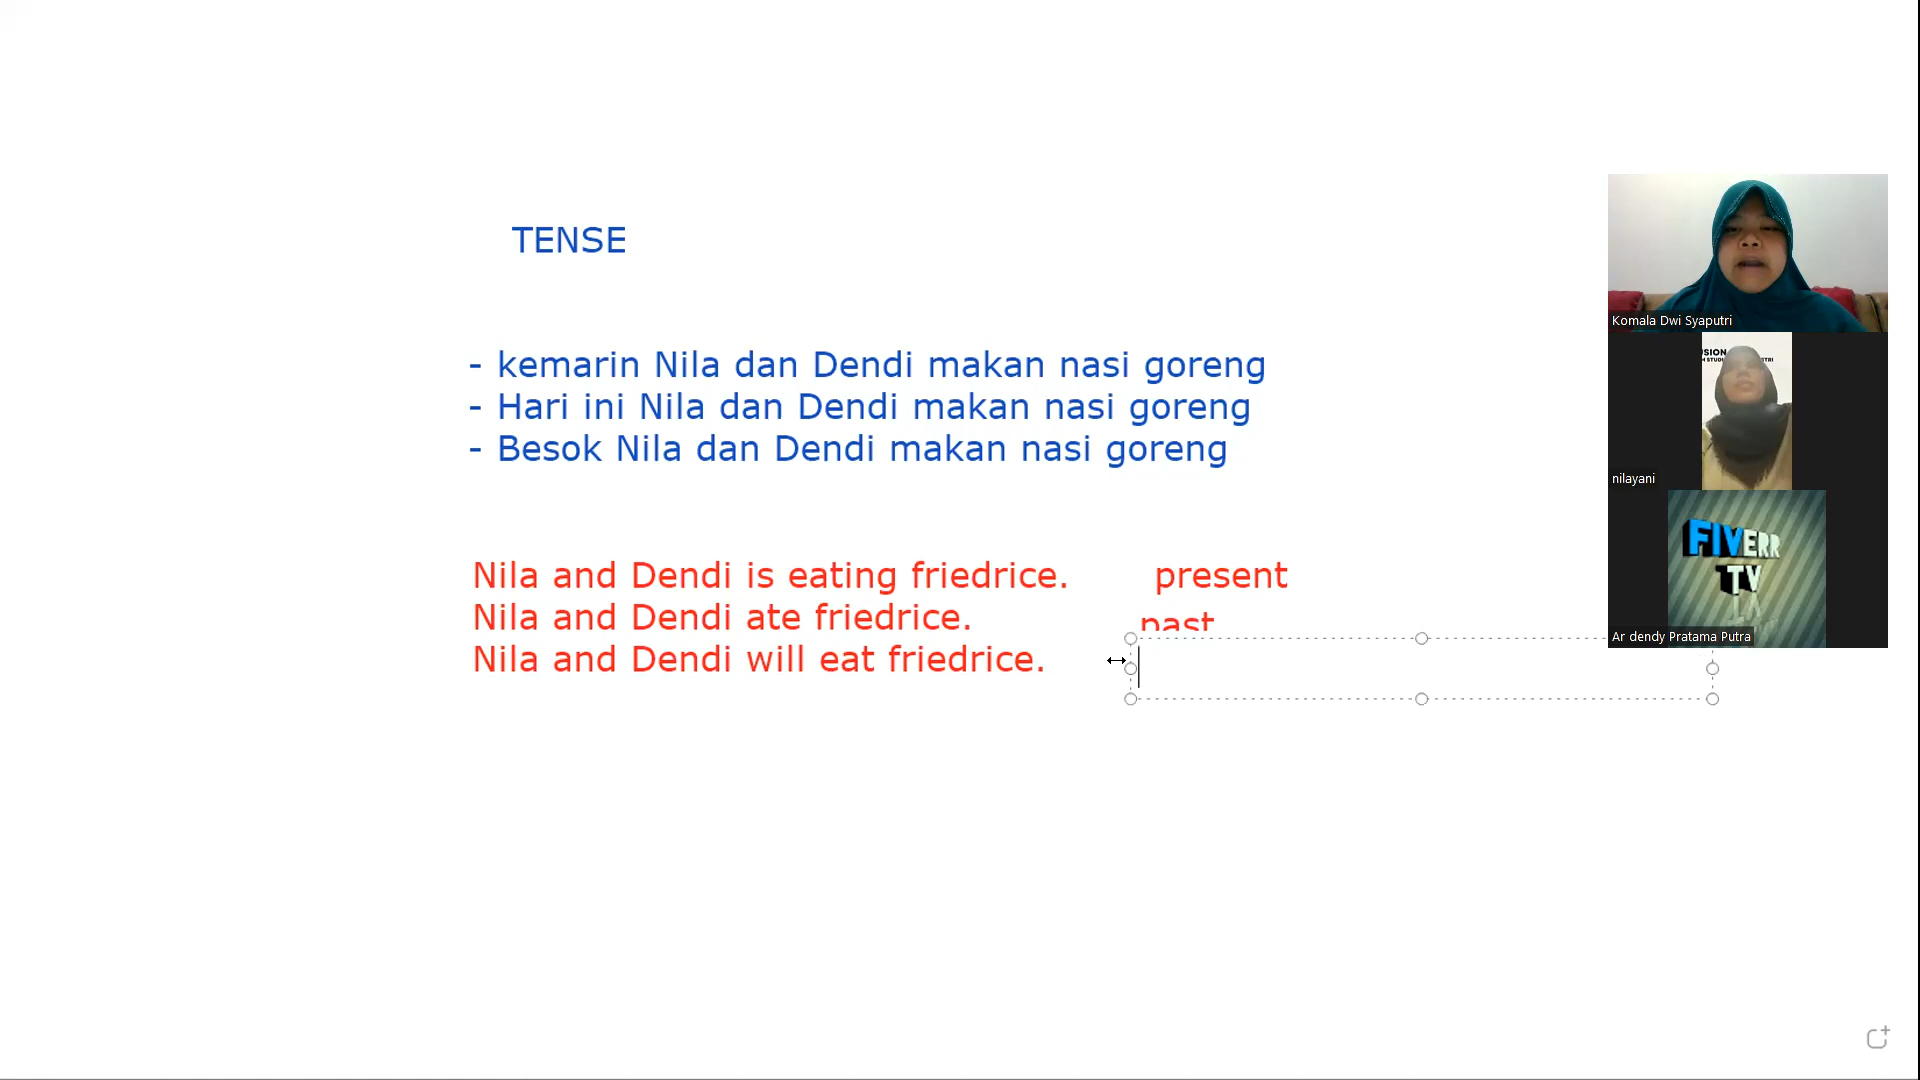 TENSE
- kemarin Nila dan Dendi makan nasi goreng
- Hari ini Nila dan Dendi makan nasi goreng
- Besok Nila dan Dendi makan nasi goreng
Nila and Dendi is eating friedrice. present
Nila and Dendi ate friedrice. past
Nila and Dendi will eat friedrice.
Komala Dwi Syaputri
nilayani
FIVERR
TV
Ar dendy Pratama Putra